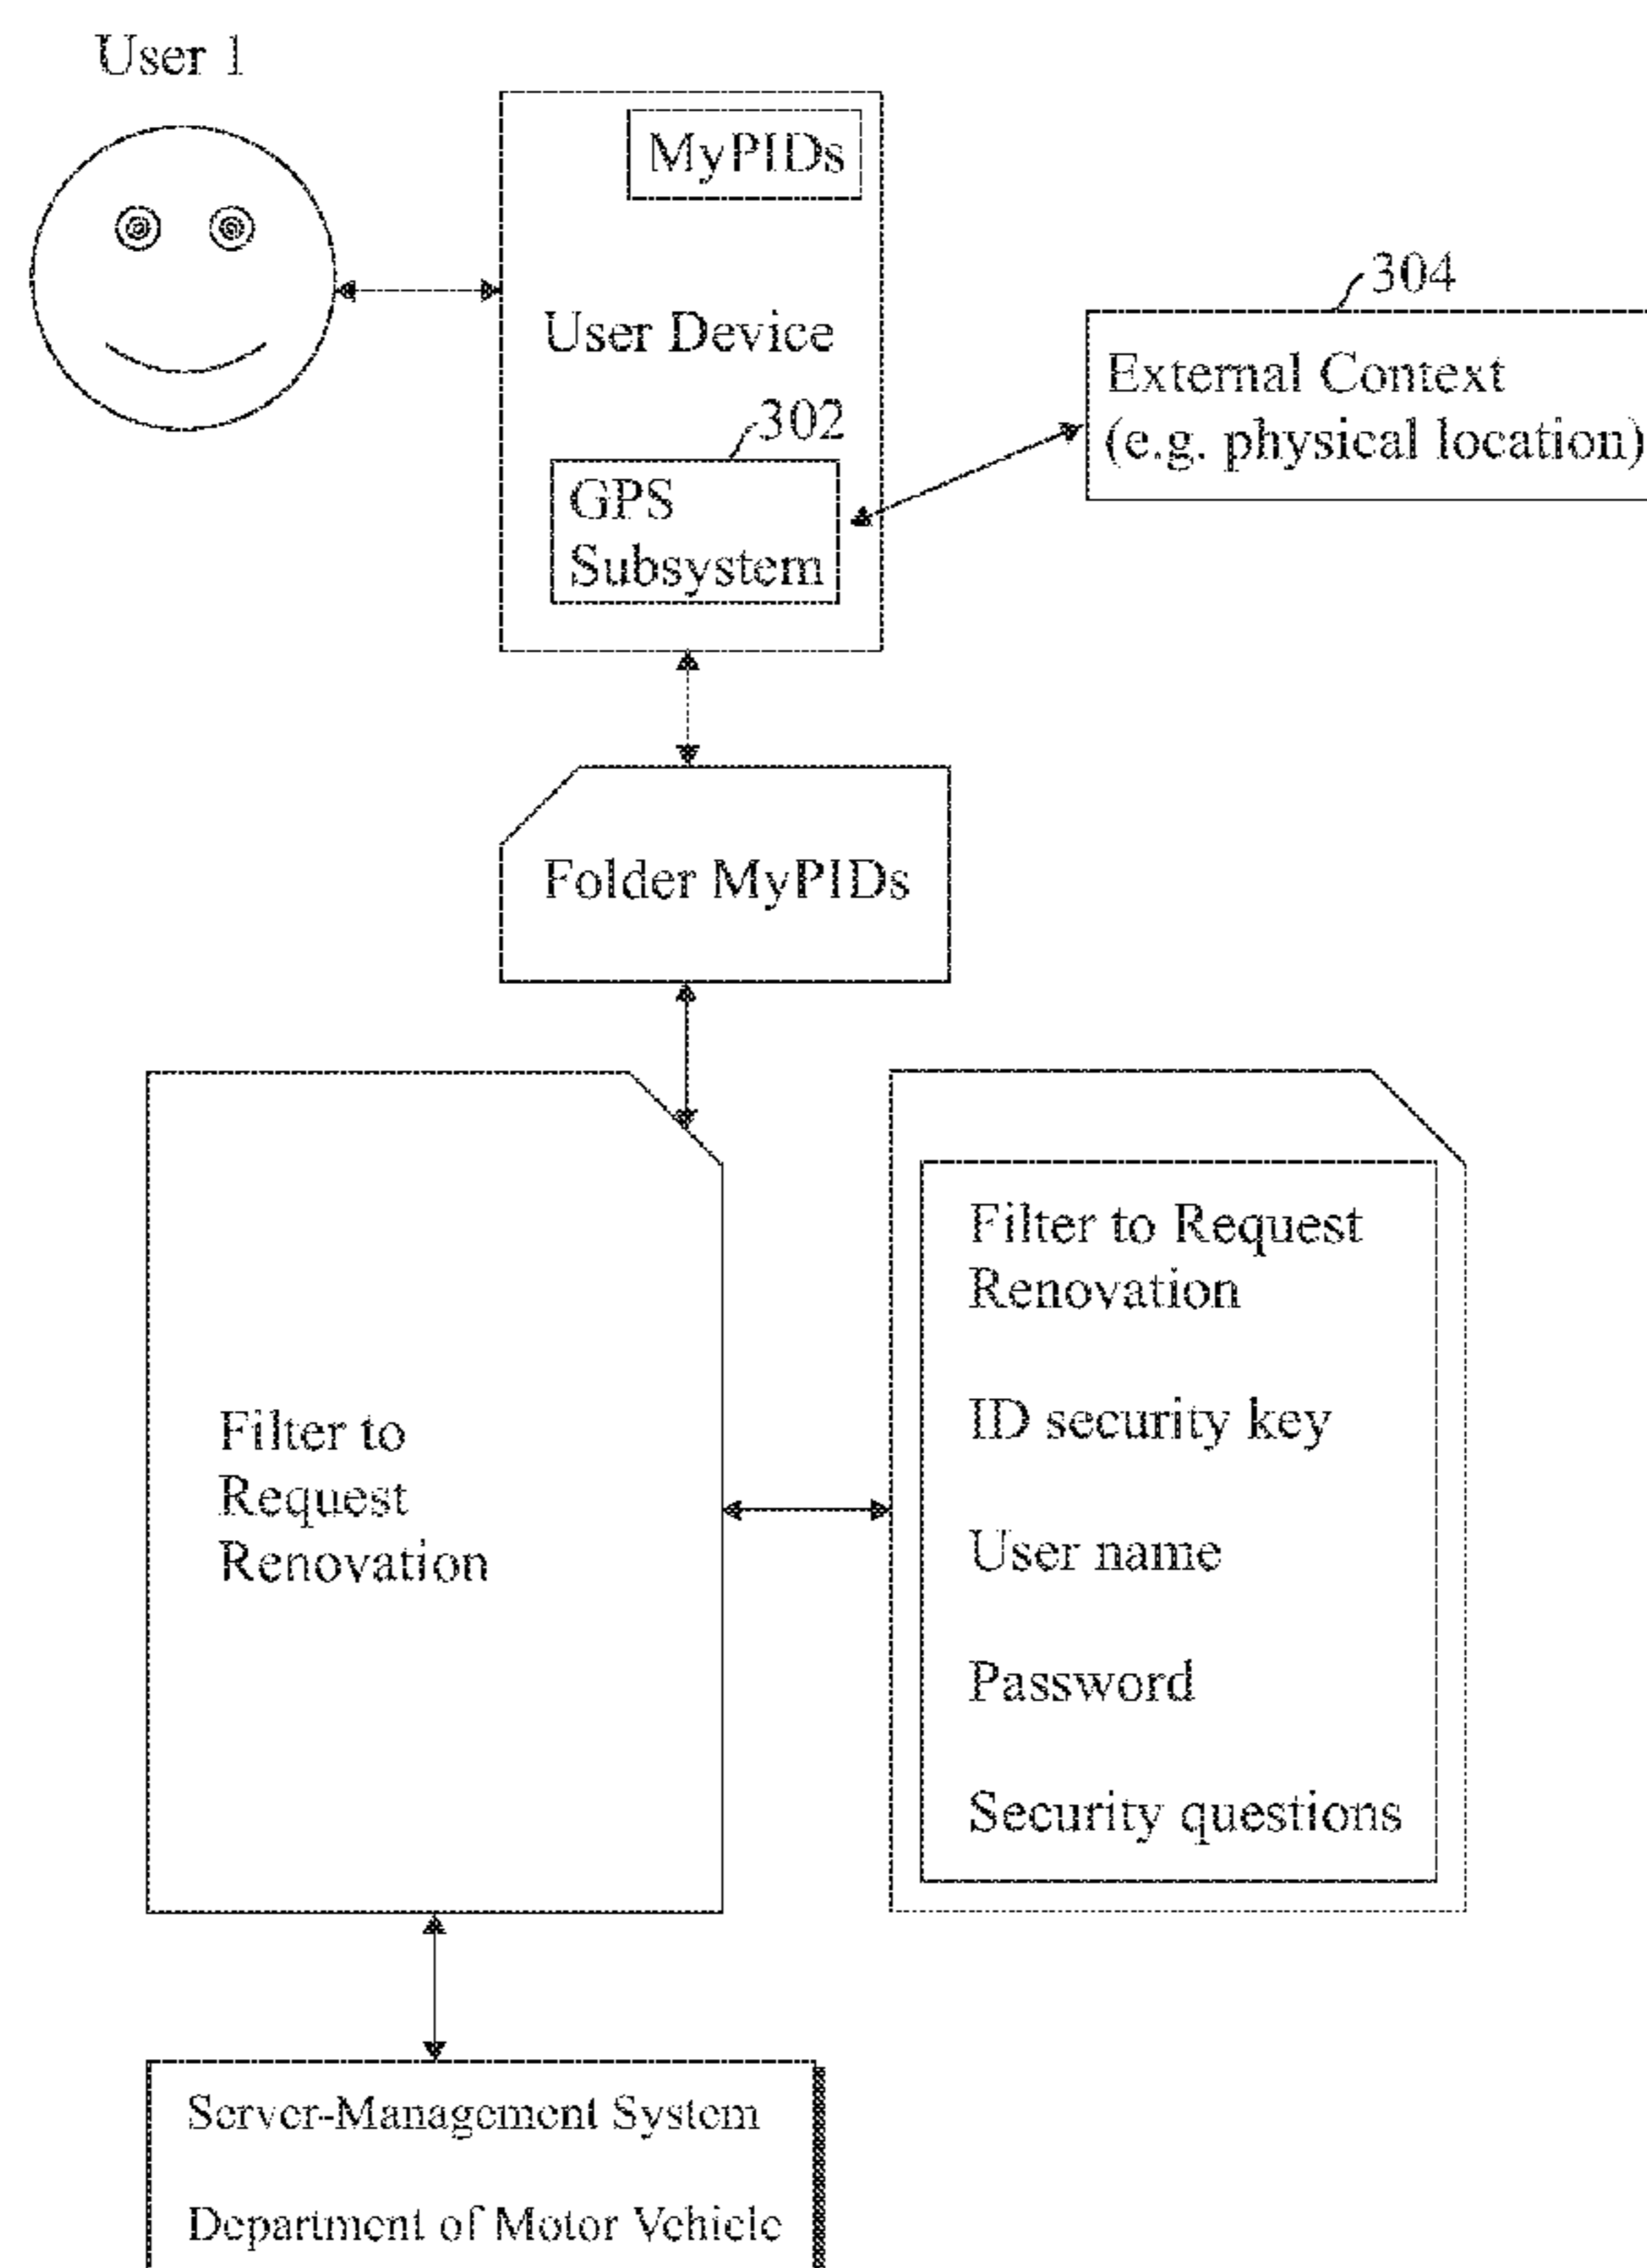 User 1
MyPIDs
User Device
304
External Context
(e.g. physical location)
302
GPS
Subsystem
Folder MyPIDs
Filter to
Request
Renovation
Filter to Request
Renovation
ID security key
User name
Password
Security questions
Server-Management System
Department of Motor Vehicle